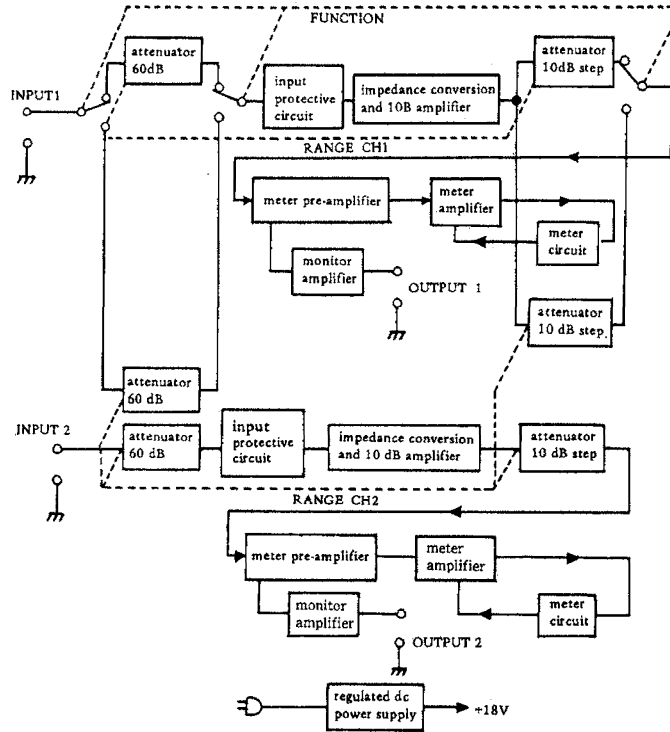 FUNCTION
attenuator
60dB
attenuator
10dB step
INPUT1
input
protective
circuit
impedance conversion
and 10B amplifier
RANGE CH1
meter pre-amplifier
meter
amplifier
meter
circuit
monitor
amplifier
OUTPUT 1
attenuator
10 dB step
attenuator
60 dB
INPUT 2
attenuator
60 dB
input
protective
circuit
impedance conversion
and 10 dB amplifier
attenuator
10 dB step
RANGE CH2
meter pre-amplifier
meter
amplifier
monitor
amplifier
meter
circuit
OUTPUT 2
regulated dc
power supply
+18V